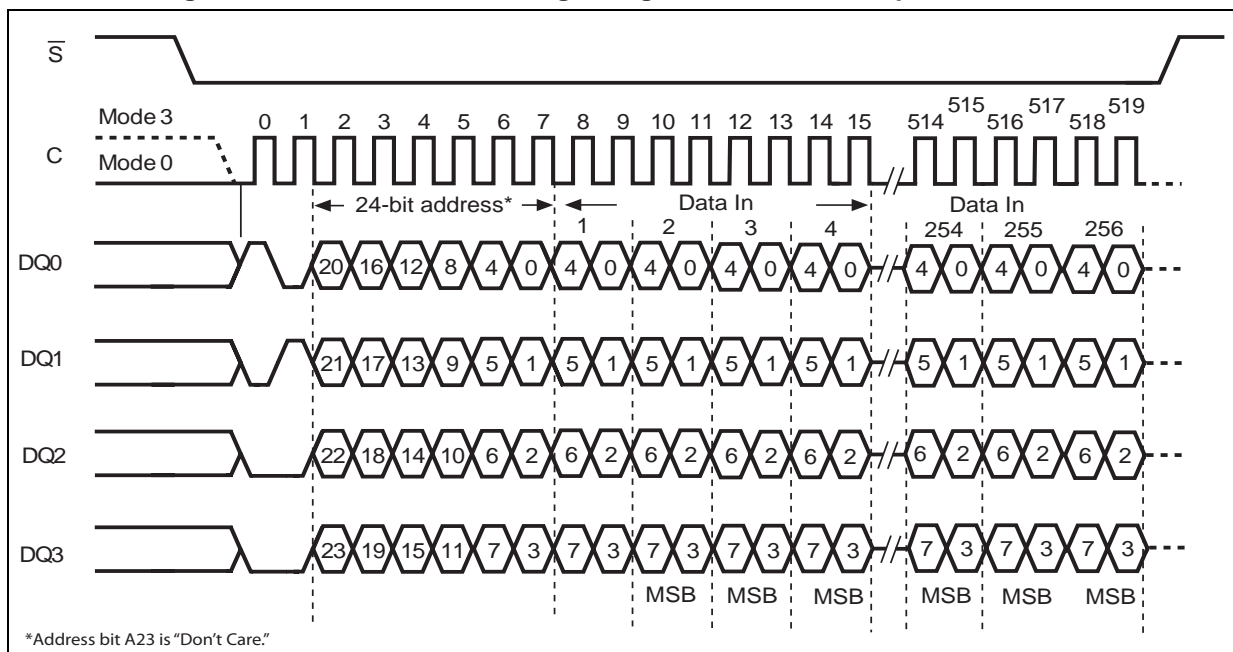 S
Mode 3
0 1 2 3 4 5 6 7 8 9 10 11 12 13 14 15 514 515 516 517 518 519
C
Mode 0
24-bit address* Data In Data In
1 2 3 4 254 255 256
DQ0 20 16 12 8 4 0 4 0 4 0 4 0 4 0 4 0 4 0 4 0
DQ1 21 17 13 9 5 1 5 1 5 1 5 1 5 1 5 1 5 1 5 1
DQ2 22 18 14 10 6 2 6 2 6 2 6 2 6 2 6 2 6 2 6 2
DQ3 23 19 15 11 7 3 7 3 7 3 7 3 7 3 7 3 7 3 7 3
MSB MSB MSB MSB MSB MSB
*Address bit A23 is "Don't Care."